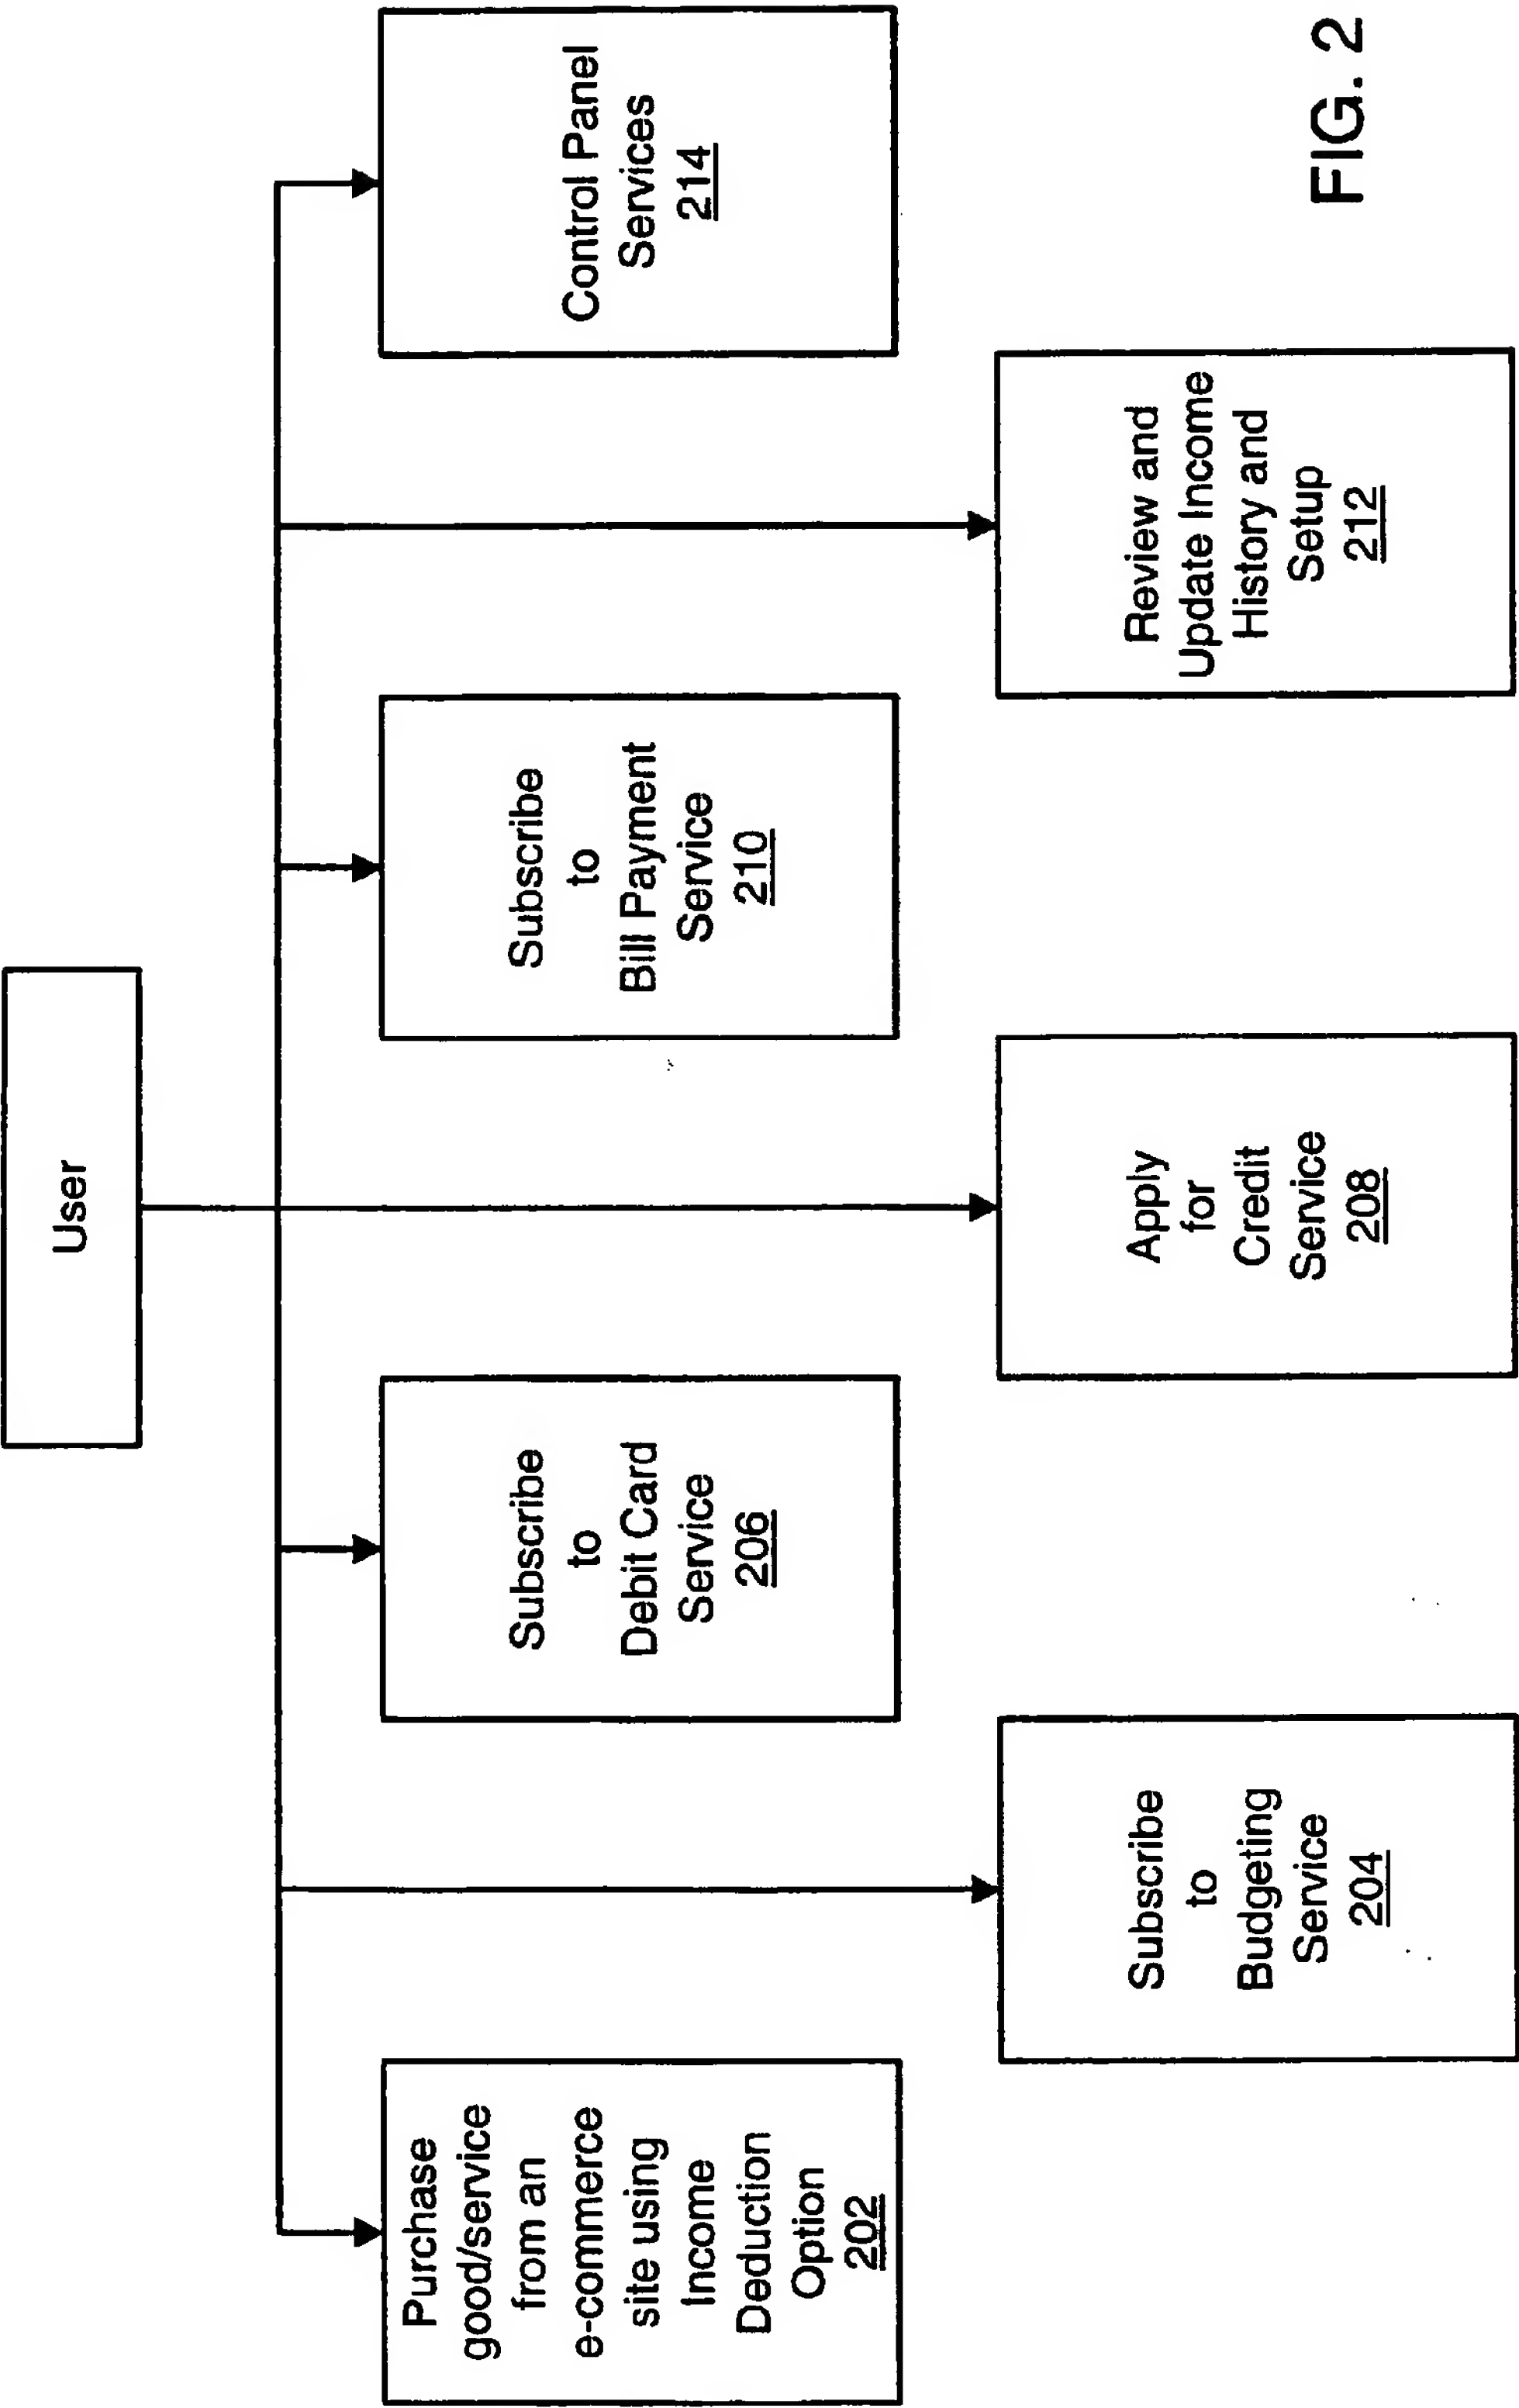 User
Purchase
good/service
from an
e-commerce
site using
Income
Deduction
Option
202
Subscribe
to
Budgeting
Service
204
Subscribe
to
Debit Card
Service
206
Apply
for
Credit
Service
208
Subscribe
to
Bill Payment
Service
210
Review and
Update Income
History and
Setup
212
Control Panel
Services
214
FIG. 2